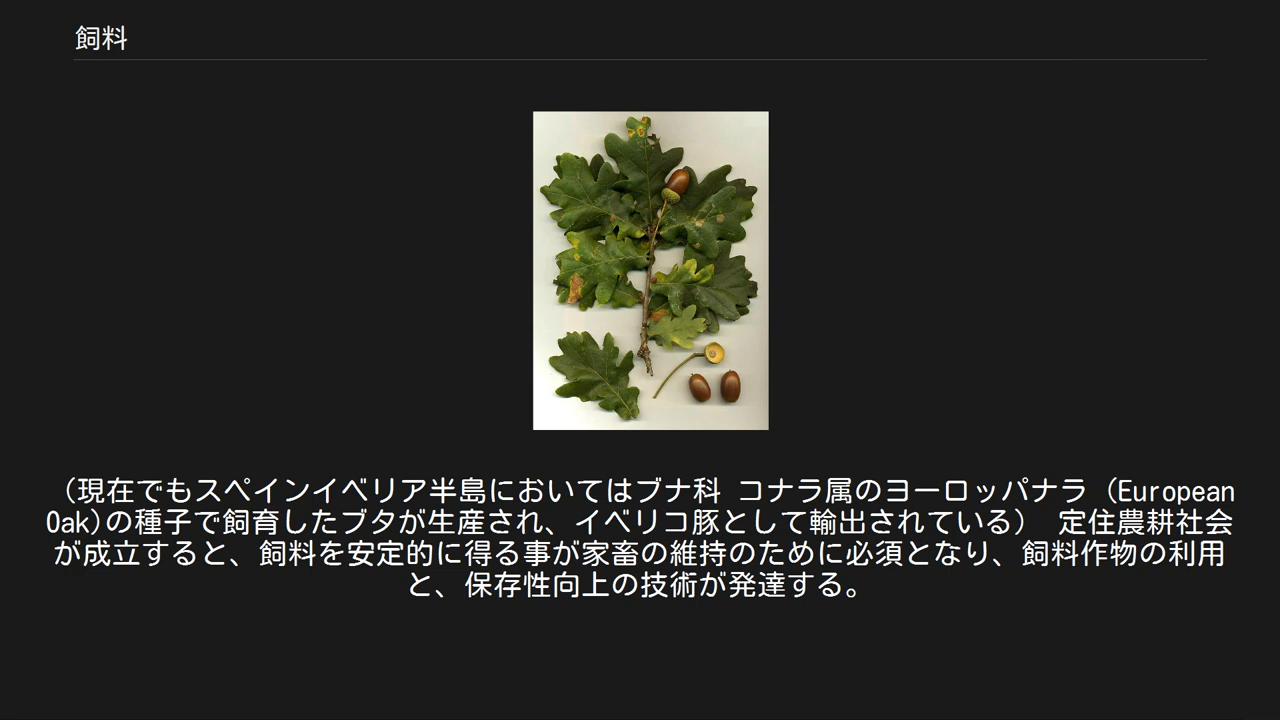 飼料
（現在でもスペインイベリア半島においてはブナ科 コナラ属のヨーロッパナラ（European
Oak)の種子で飼育したブタが生産され、イベリコ豚として輸出されている） 定住農耕社会
が成立すると、飼料を安定的に得る事が家畜の維持のために必須となり、飼料作物の利用
と、保存性向上の技術が発達する。